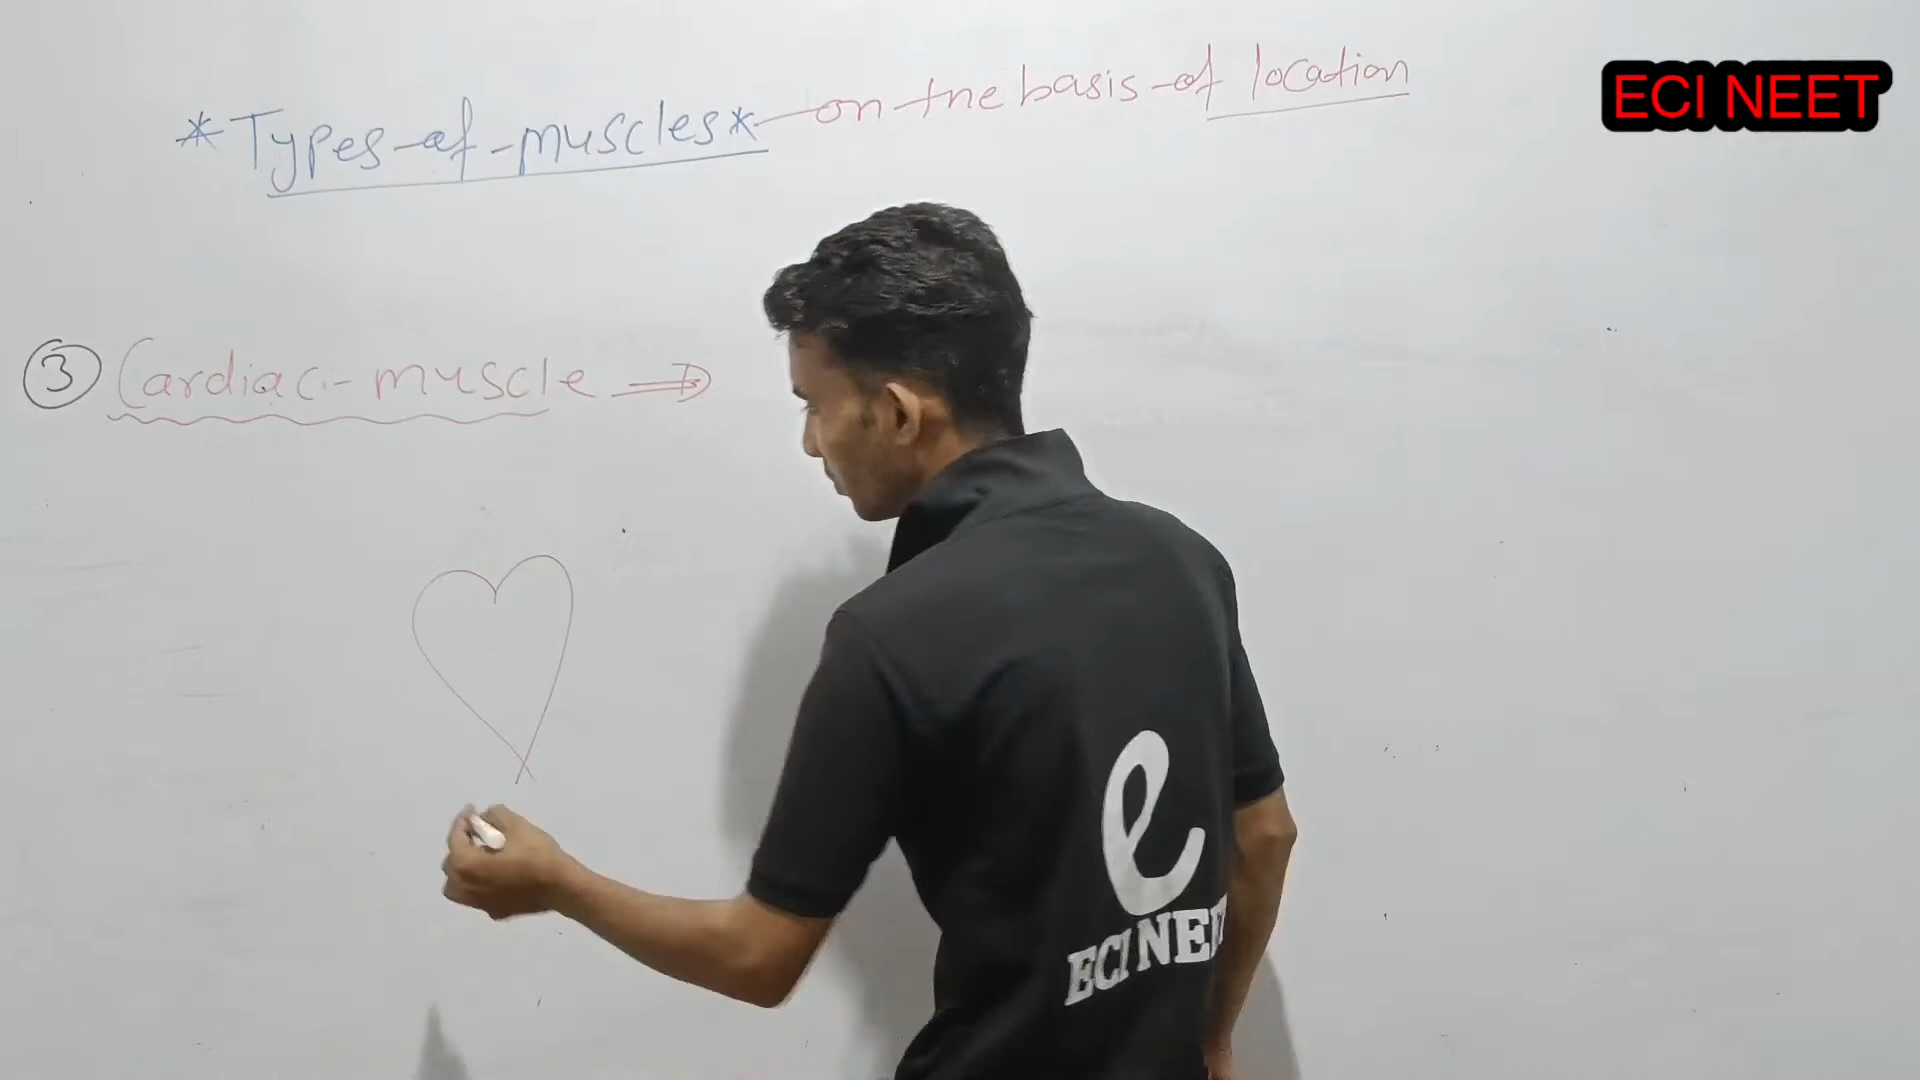 *Types-of-muscles* — on-the basis-of location
ECI NEET
③ Cardiac-muscle ⇒
e
ECI NEET